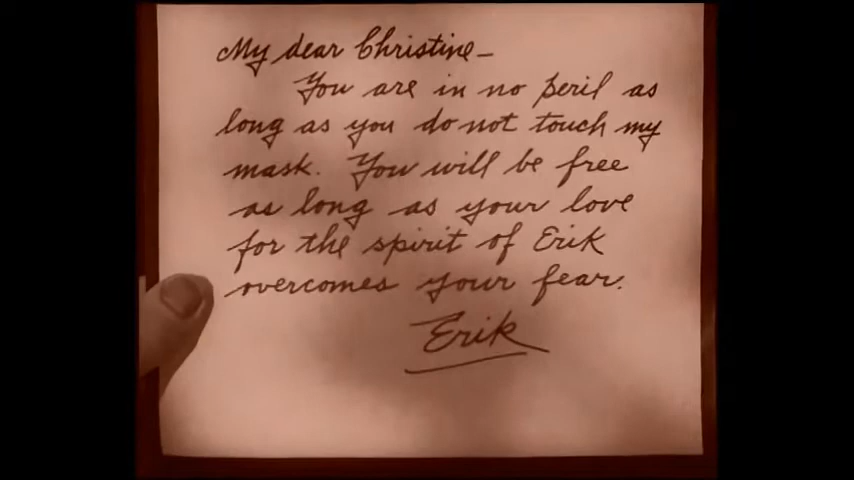 My dear Christine–
You are in no peril as
long as you do not touch my
mask. You will be free
as long as your love
for the spirit of Erik
overcomes your fear.
Erik